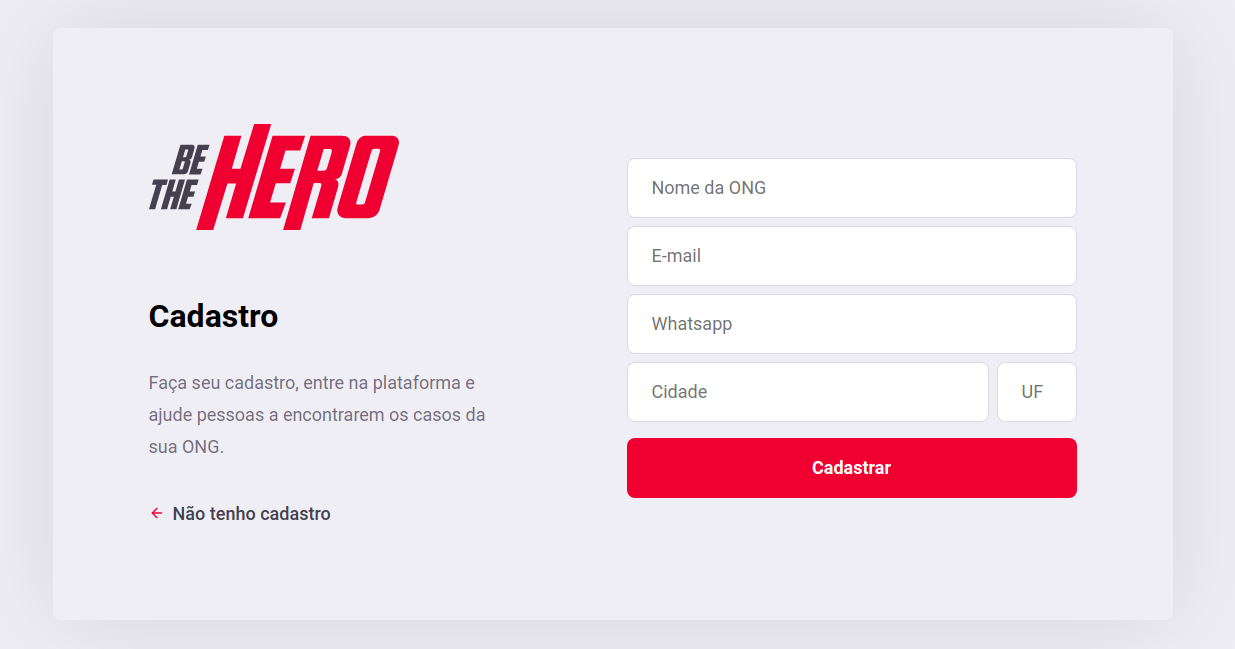 BE
THE
HERO
Cadastro
Faça seu cadastro, entre na plataforma e
ajude pessoas a encontrarem os casos da
sua ONG.
Não tenho cadastro
Nome da ONG
E-mail
Whatsapp
Cidade
UF
Cadastrar